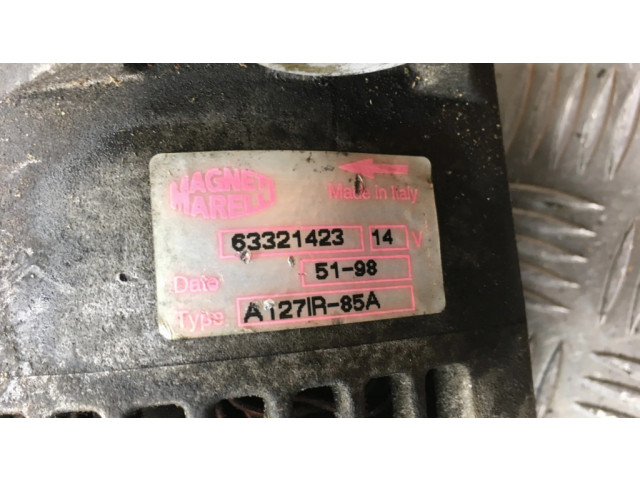 MAGNETI
MARELLI
Made in Italy
63321423 14 V
Date 51-98
Type A127IR-85A